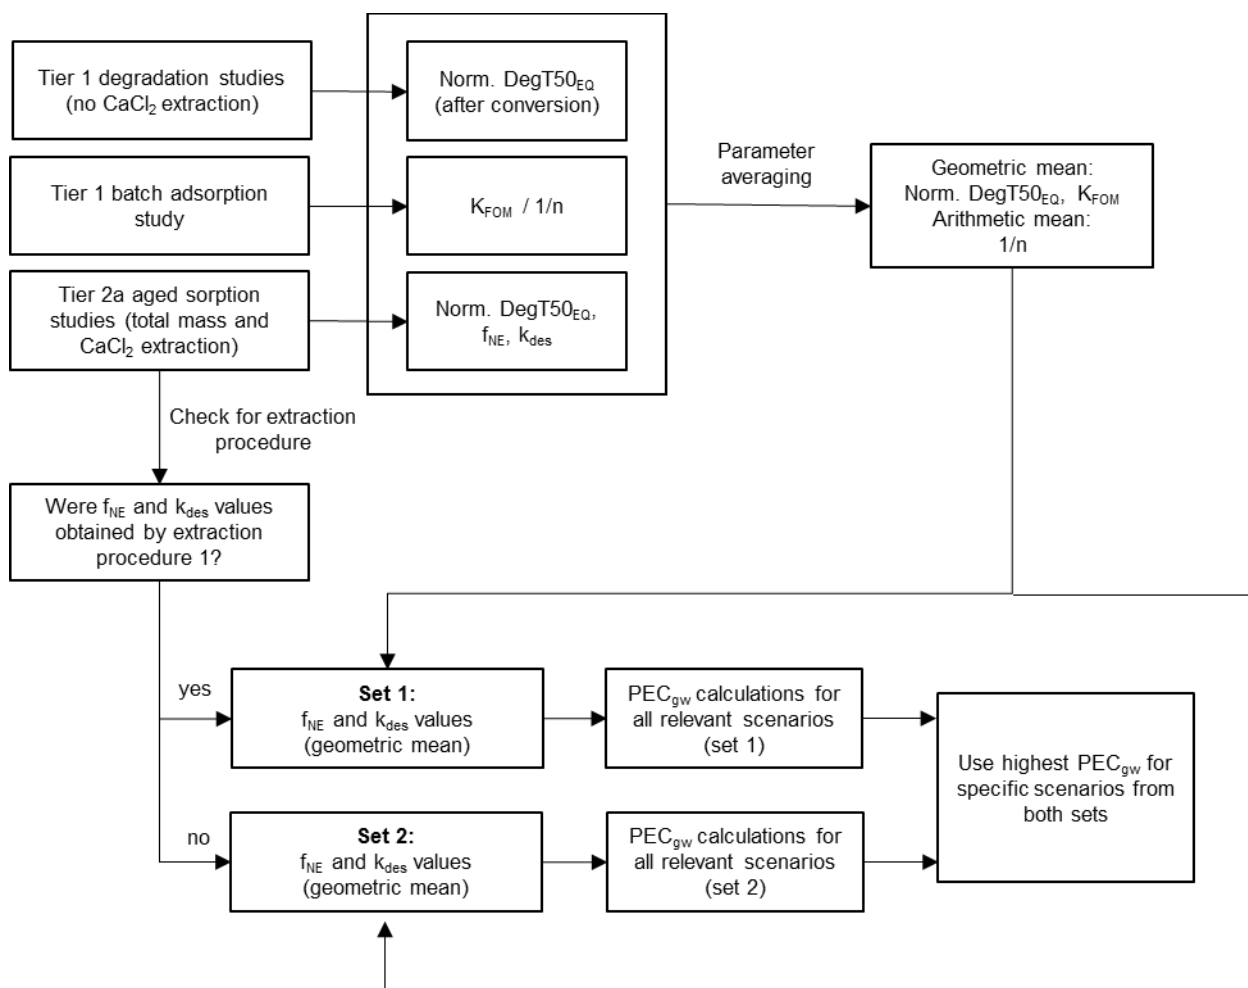 Tier 1 degradation studies
(no CaCl₂ extraction)
Norm. DegT50EQ
(after conversion)
Tier 1 batch adsorption
study
KFOM / 1/n
Tier 2a aged sorption
studies (total mass and
CaCl₂ extraction)
Norm. DegT50EQ,
fNE, kdes
Parameter
averaging
Geometric mean:
Norm. DegT50EQ, KFOM
Arithmetic mean:
1/n
Check for extraction
procedure
Were fNE and kdes values
obtained by extraction
procedure 1?
yes
Set 1:
fNE and kdes values
(geometric mean)
PECgw calculations for
all relevant scenarios
(set 1)
no
Set 2:
fNE and kdes values
(geometric mean)
PECgw calculations for
all relevant scenarios
(set 2)
Use highest PECgw for
specific scenarios from
both sets